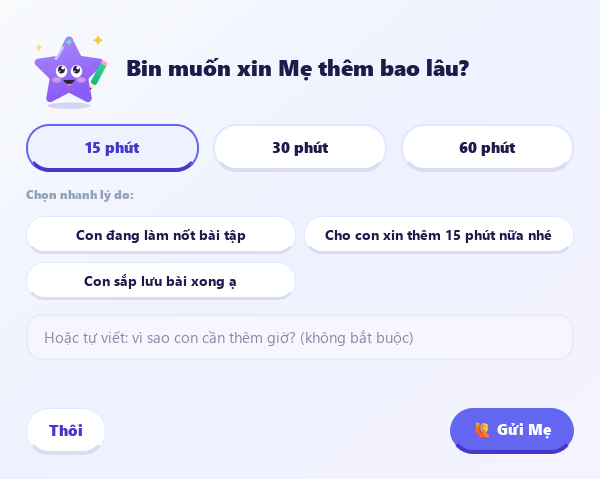 Bin muốn xin Mẹ thêm bao lâu?
15 phút
30 phút
60 phút
Chọn nhanh lý do:
Con đang làm nốt bài tập
Cho con xin thêm 15 phút nữa nhé
Con sắp lưu bài xong ạ
Hoặc tự viết: vì sao con cần thêm giờ? (không bắt buộc)
Thôi
Gửi Mẹ